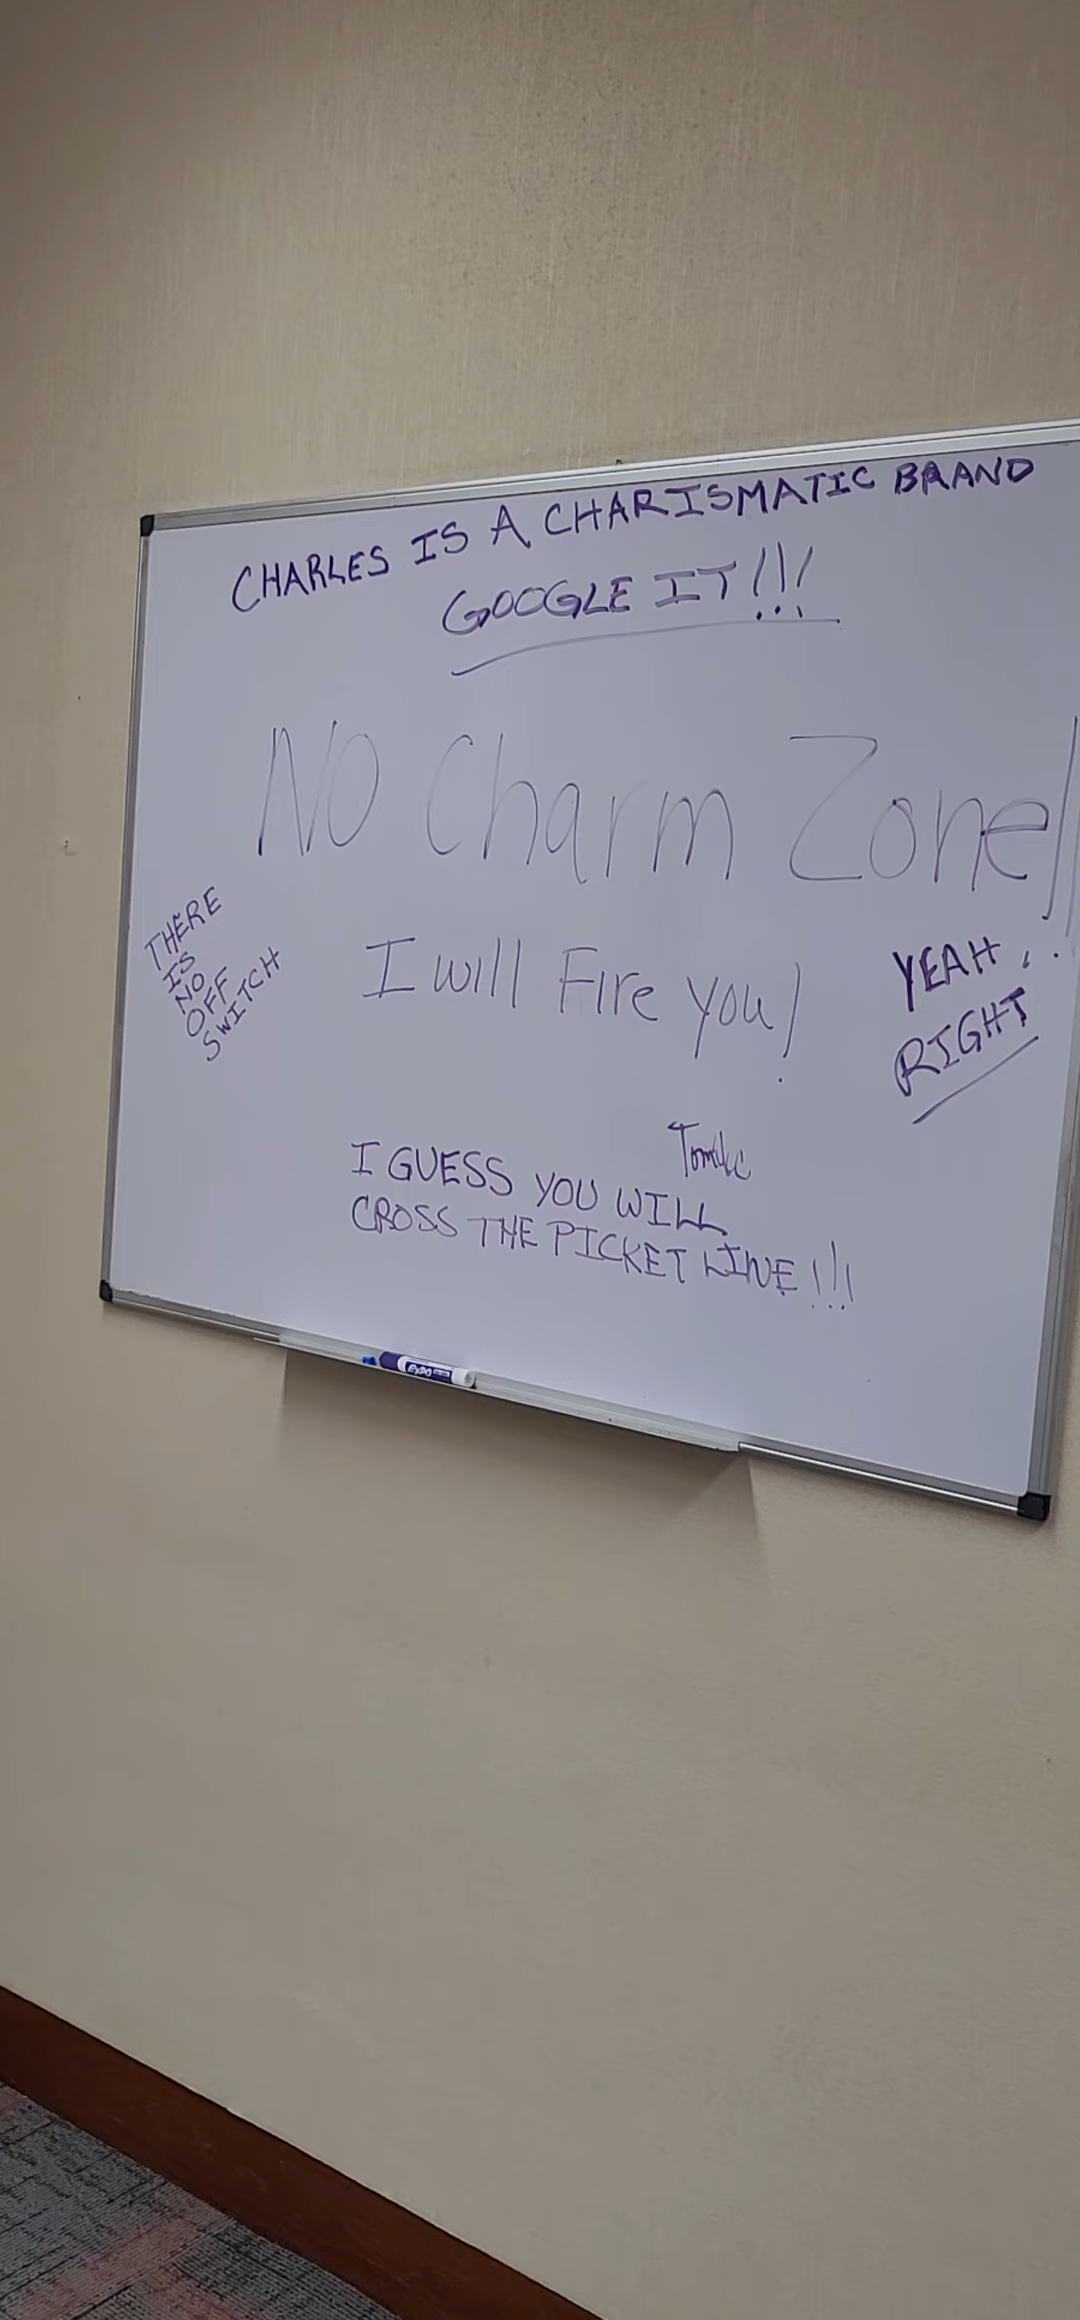 CHARLES IS A CHARISMATIC BRAND
GOOGLE IT!!!
NO Charm Zone!!
THERE
IS
NO
OFF
SWITCH
I will Fire you!
YEAH..
RIGHT
I GUESS YOU WILL
CROSS THE PICKET LINE!!!
EXPO